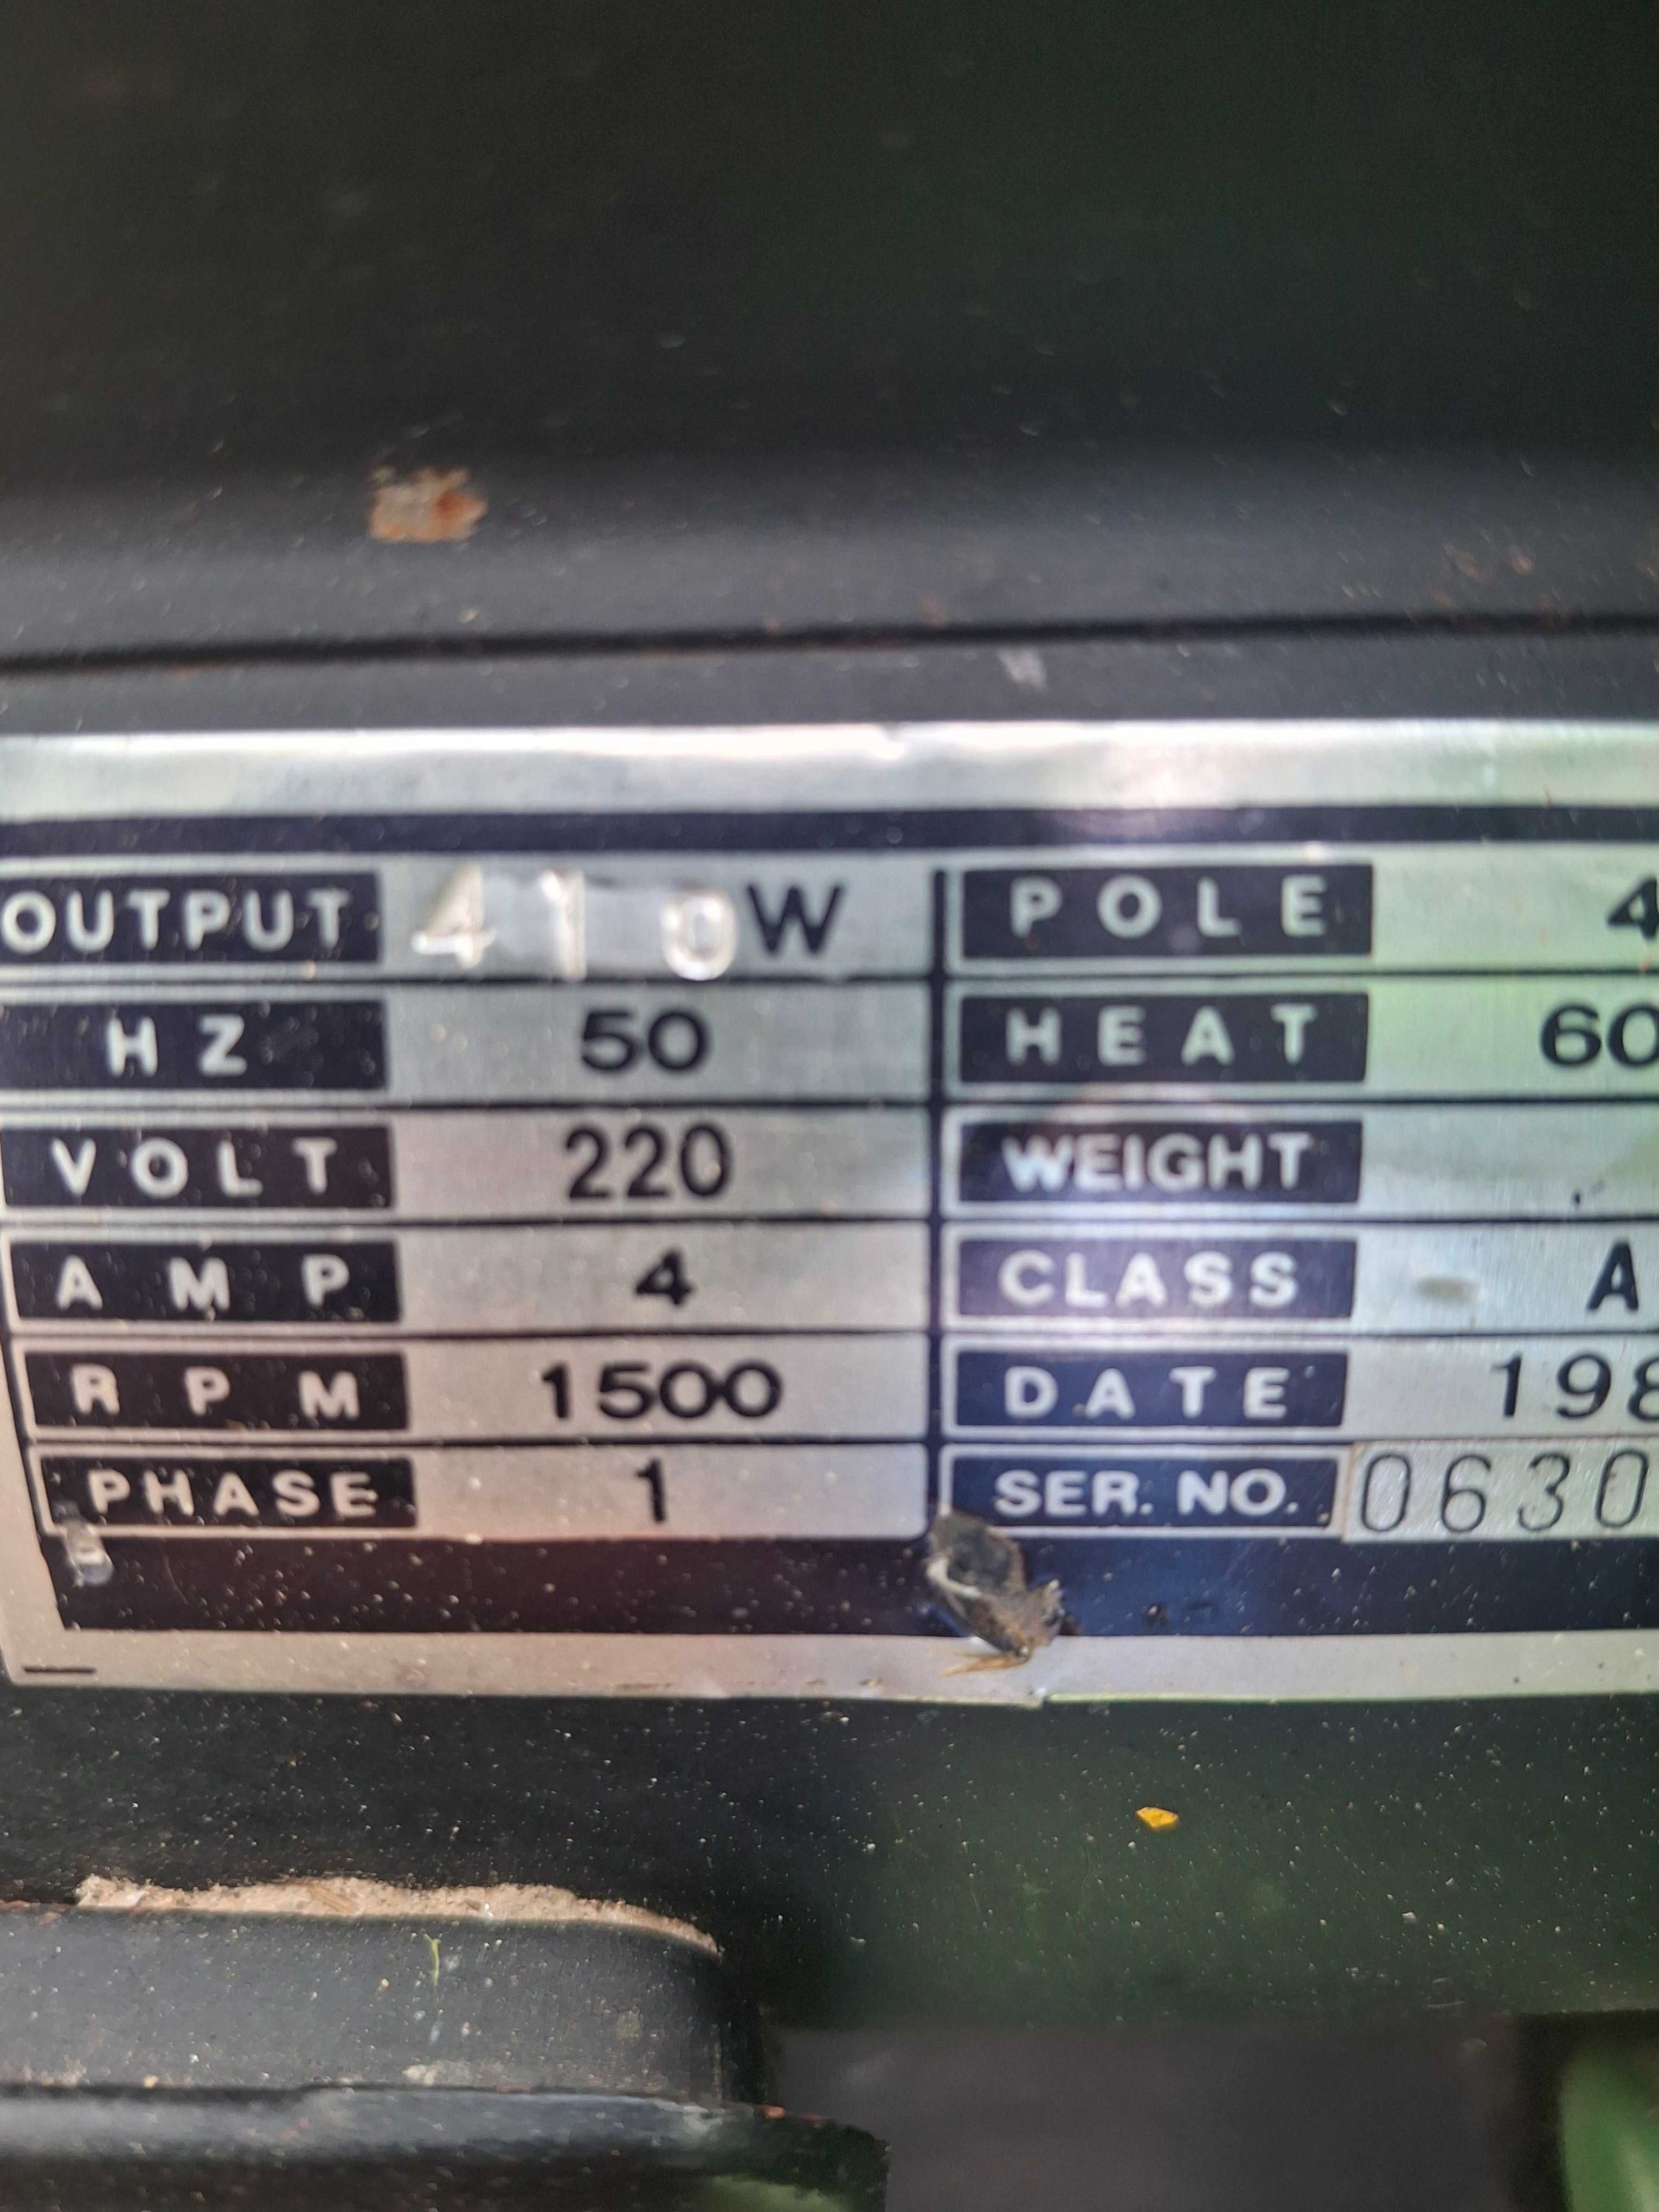 OUTPUT 410 W POLE 4
HZ 50 HEAT 60
VOLT 220 WEIGHT
AMP 4 CLASS A
RPM 1500 DATE 198
PHASE 1 SER. NO. 0630